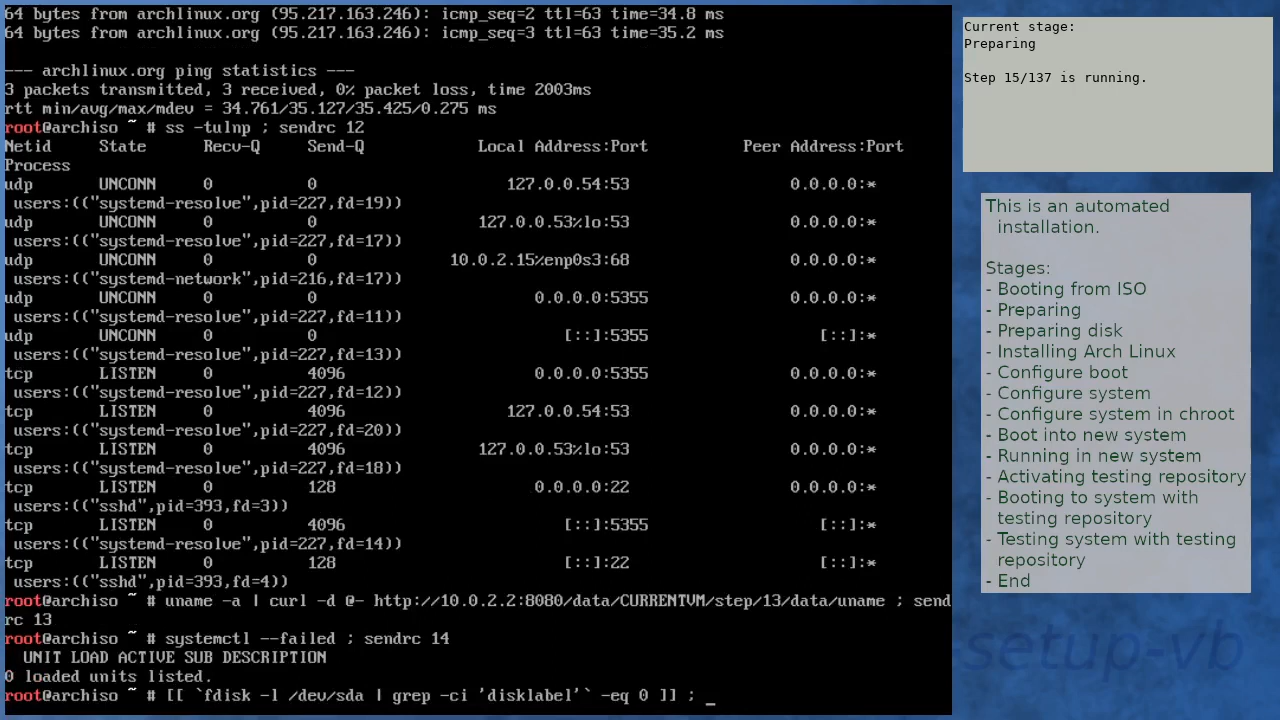 64 bytes from archlinux.org (95.217.163.246): icmp_seq=2 ttl=63 time=34.8 ms
64 bytes from archlinux.org (95.217.163.246): icmp_seq=3 ttl=63 time=35.2 ms

--- archlinux.org ping statistics ---
3 packets transmitted, 3 received, 0% packet loss, time 2003ms
rtt min/avg/max/mdev = 34.761/35.127/35.425/0.275 ms
root@archiso ~ # ss -tulnp ; sendrc 12
Netid State Recv-Q Send-Q Local Address:Port Peer Address:Port
Process
udp UNCONN 0 0 127.0.0.54:53 0.0.0.0:*
users:(("systemd-resolve",pid=227,fd=19))
udp UNCONN 0 0 127.0.0.53%lo:53 0.0.0.0:*
users:(("systemd-resolve",pid=227,fd=17))
udp UNCONN 0 0 10.0.2.15%enp0s3:68 0.0.0.0:*
users:(("systemd-network",pid=216,fd=17))
udp UNCONN 0 0 0.0.0.0:5355 0.0.0.0:*
users:(("systemd-resolve",pid=227,fd=11))
udp UNCONN 0 0 [::]:5355 [::]:*
users:(("systemd-resolve",pid=227,fd=13))
tcp LISTEN 0 4096 0.0.0.0:5355 0.0.0.0:*
users:(("systemd-resolve",pid=227,fd=12))
tcp LISTEN 0 4096 127.0.0.54:53 0.0.0.0:*
users:(("systemd-resolve",pid=227,fd=20))
tcp LISTEN 0 4096 127.0.0.53%lo:53 0.0.0.0:*
users:(("systemd-resolve",pid=227,fd=18))
tcp LISTEN 0 128 0.0.0.0:22 0.0.0.0:*
users:(("sshd",pid=393,fd=3))
tcp LISTEN 0 4096 [::]:5355 [::]:*
users:(("systemd-resolve",pid=227,fd=14))
tcp LISTEN 0 128 [::]:22 [::]:*
users:(("sshd",pid=393,fd=4))
root@archiso ~ # uname -a | curl -d @- http://10.0.2.2:8080/data/CURRENTVM/step/13/data/uname ; send
rc 13
root@archiso ~ # systemctl --failed ; sendrc 14
UNIT LOAD ACTIVE SUB DESCRIPTION
0 loaded units listed.
root@archiso ~ # [[ `fdisk -l /dev/sda | grep -ci 'disklabel'` -eq 0 ]] ; _
Current stage:
Preparing

Step 15/137 is running.
This is an automated
installation.

Stages:
- Booting from ISO
- Preparing
- Preparing disk
- Installing Arch Linux
- Configure boot
- Configure system
- Configure system in chroot
- Boot into new system
- Running in new system
- Activating testing repository
- Booting to system with
testing repository
- Testing system with testing
repository
- End
-setup-vb